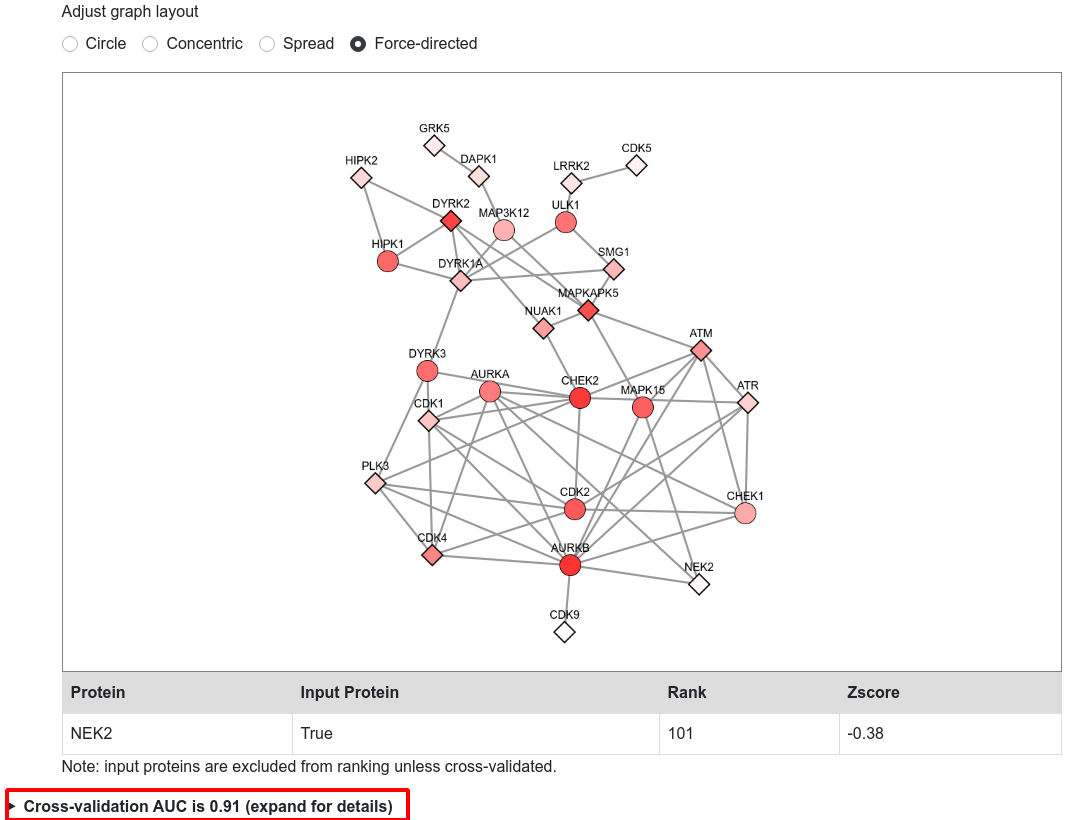 Adjust graph layout
Circle Concentric Spread Force-directed
GRK5
CDK5
HIPK2
DAPK1
LRRK2
DYRK2
MAP3K12
ULK1
HIPK1
SMG1
DYRK1A
MAPKAPK5
NUAK1
ATM
DYRK3
AURKA
CHEK2
MAPK15
ATR
CDK1
PLK3
CDK2
CHEK1
CDK4
AURKB
NEK2
CDK9
Protein Input Protein Rank Zscore
NEK2 True 101 -0.38
Note: input proteins are excluded from ranking unless cross-validated.
Cross-validation AUC is 0.91 (expand for details)